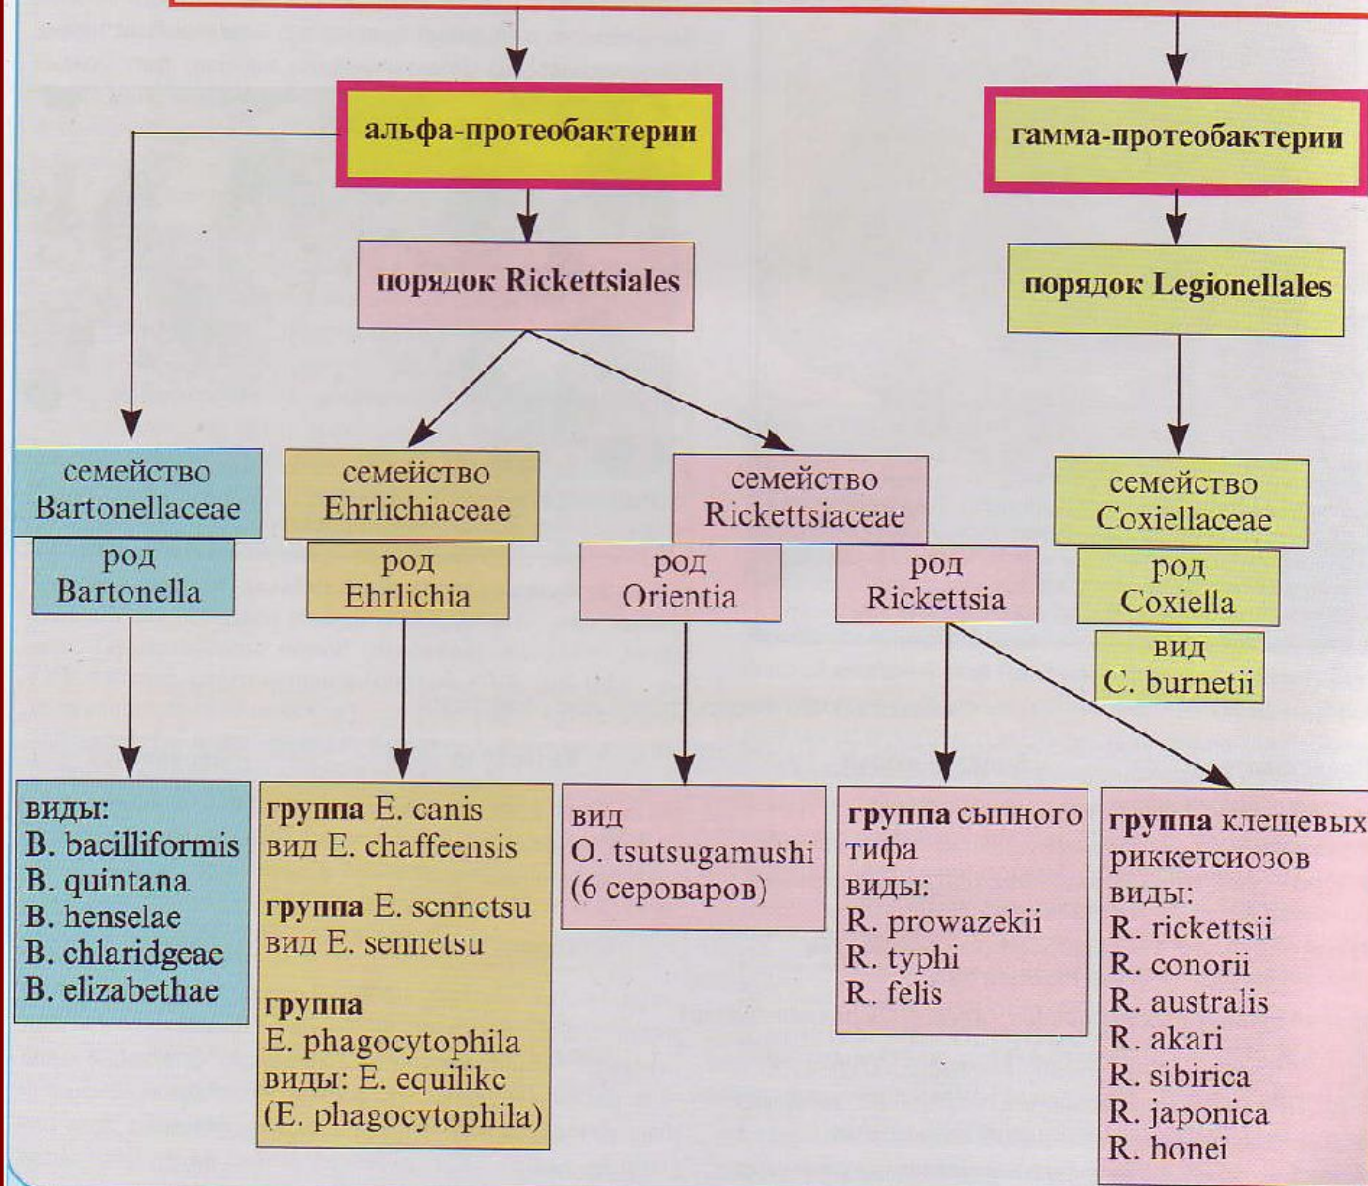 альфа-протеобактерии
гамма-протеобактерии
порядок Rickettsiales
порядок Legionellales
семейство
Bartonellaceae
род
Bartonella
семейство
Ehrlichiaceae
род
Ehrlichia
семейство
Rickettsiaceae
род
Orientia
род
Rickettsia
семейство
Coxiellaceae
род
Coxiella
вид
C. burnetii
виды:
B. bacilliformis
B. quintana
B. henselae
B. chlaridgeae
B. elizabethae
группа E. canis
вид E. chaffeensis
группа E. sennetsu
вид E. sennetsu
группа
E. phagocytophila
виды: E. equilike
(E. phagocytophila)
вид
O. tsutsugamushi
(6 сероваров)
группа сыпного
тифа
виды:
R. prowazekii
R. typhi
R. felis
группа клещевых
риккетсиозов
виды:
R. rickettsii
R. conorii
R. australis
R. akari
R. sibirica
R. japonica
R. honei